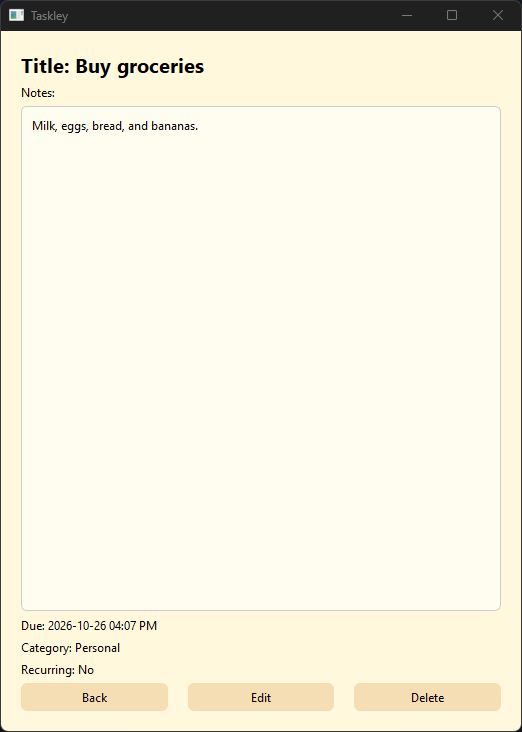 Taskley
Title: Buy groceries
Notes:
Milk, eggs, bread, and bananas.
Due: 2026-10-26 04:07 PM
Category: Personal
Recurring: No
Back Edit Delete